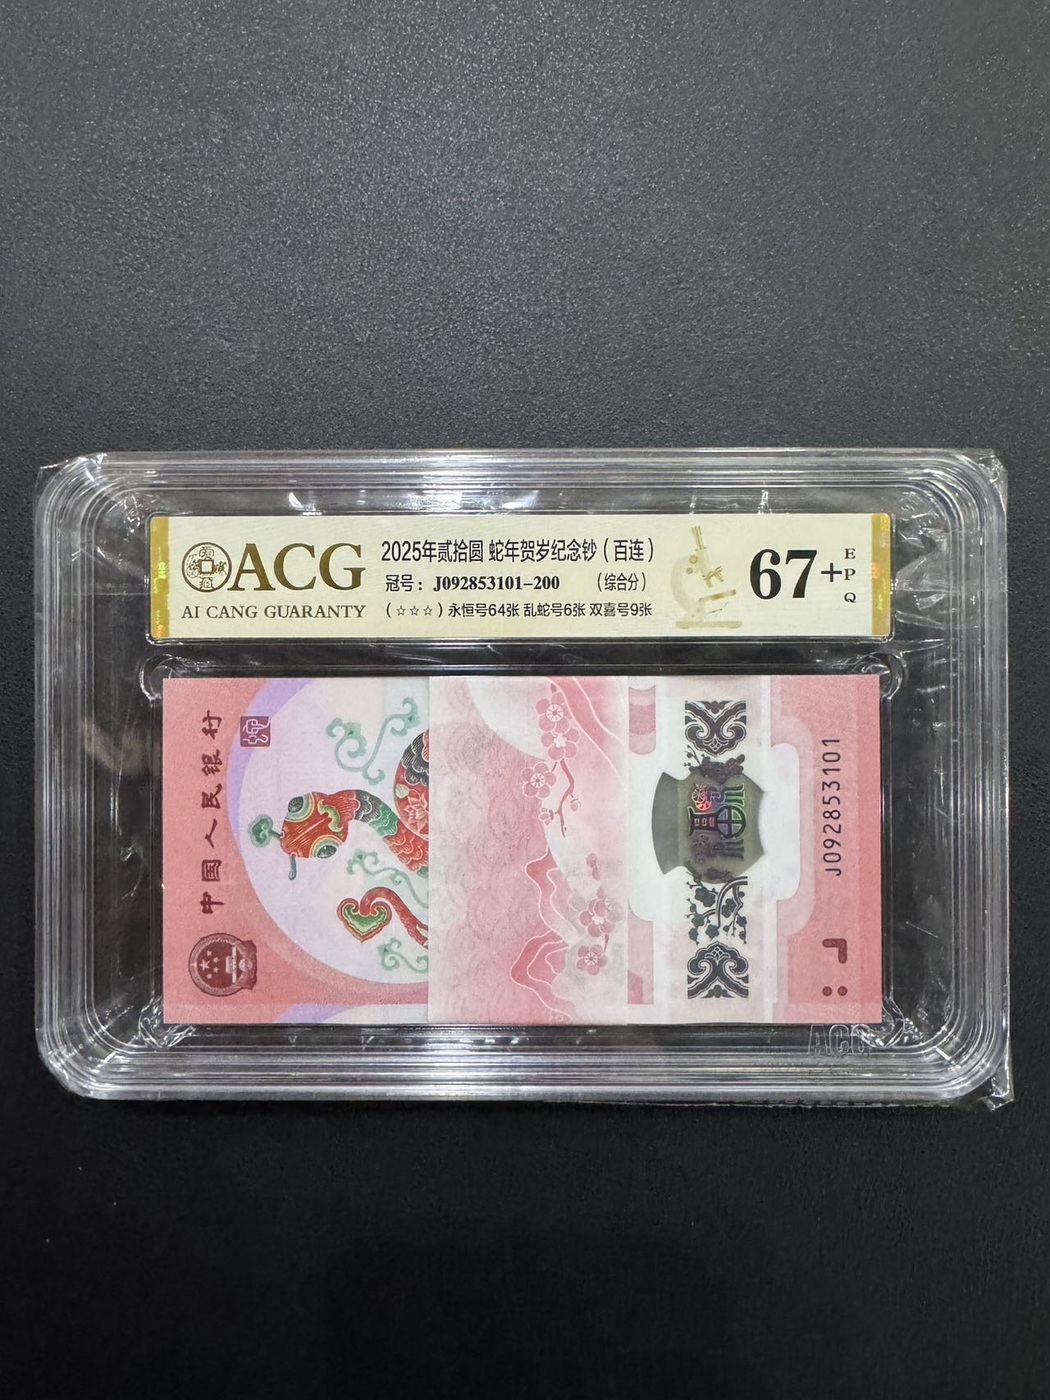 ACG
AI CANG GUARANTY
2025年贰拾圆 蛇年贺岁纪念钞（百连）
冠号：J092853101-200 （综合分）
（☆☆☆）永恒号64张 乱蛇号6张 双喜号9张
67+
EPQ
中国人民银行
J092853101
ACG